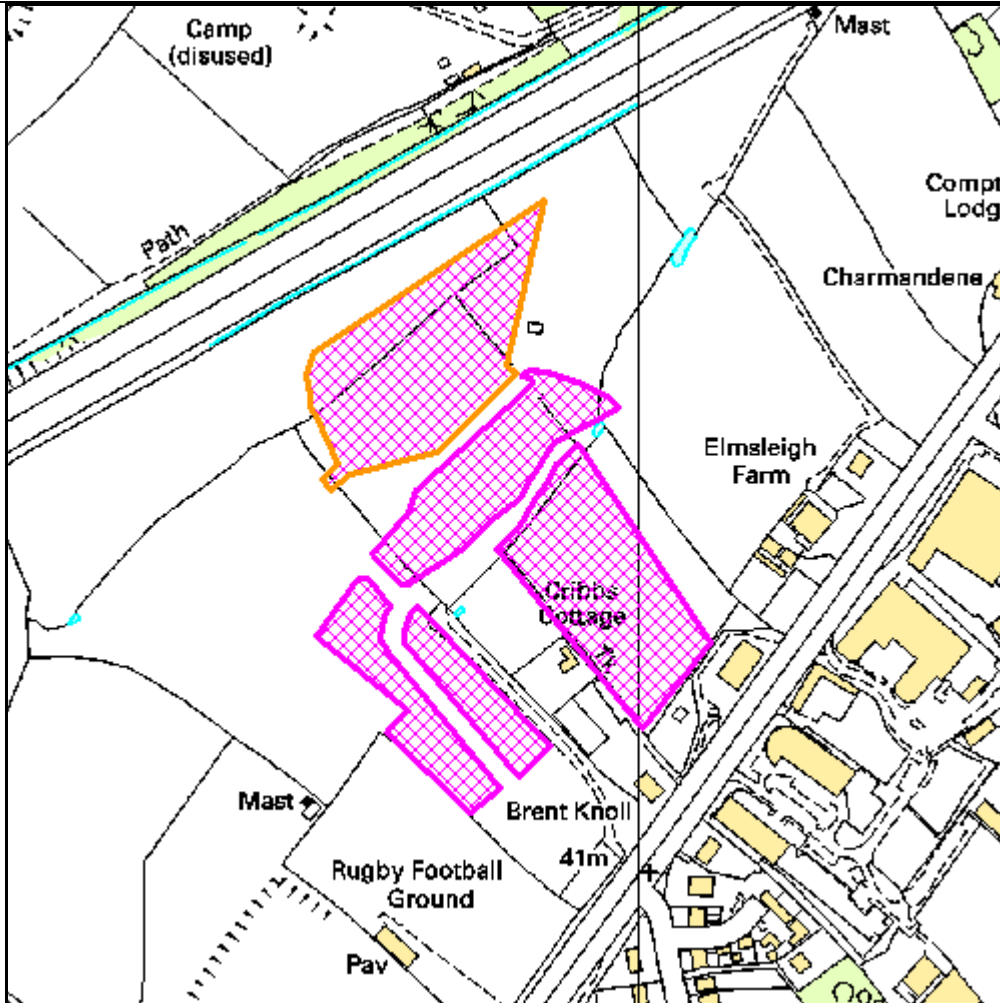 Camp
(disused)
Mast
Path
Charmandene
Compt
Lodg
Elmsleigh
Farm
Cribbs
Cottage
Mast
Brent Knoll
41m
Rugby Football
Ground
Pav